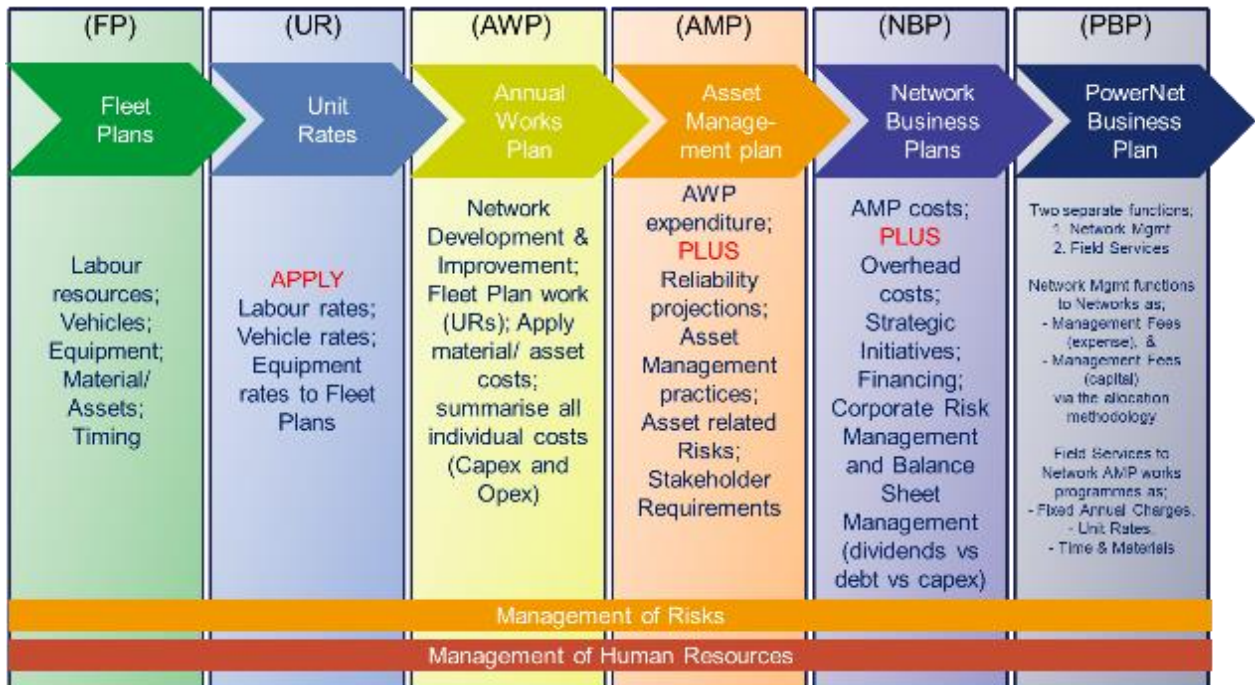 (FP)
Fleet
Plans
Labour
resources;
Vehicles;
Equipment;
Material/
Assets;
Timing
(UR)
Unit
Rates
APPLY
Labour rates;
Vehicle rates;
Equipment
rates to Fleet
Plans
(AWP)
Annual
Works
Plan
Network
Development &
Improvement;
Fleet Plan work
(URs); Apply
material/ asset
costs;
summarise all
individual costs
(Capex and
Opex)
(AMP)
Asset
Manage-
ment plan
AWP
expenditure;
PLUS
Reliability
projections;
Asset
Management
practices;
Asset related
Risks;
Stakeholder
Requirements
(NBP)
Network
Business
Plans
AMP costs;
PLUS
Overhead
costs;
Strategic
Initiatives;
Financing;
Corporate Risk
Management
and Balance
Sheet
Management
(dividends vs
debt vs capex)
(PBP)
PowerNet
Business
Plan
Two separate functions;
1. Network Mgmt
2. Field Services
Network Mgmt functions
to Networks as;
- Management Fees
(expense), &
- Management Fees
(capital)
via the allocation
methodology
Field Services to
Network AMP works
programmes as;
- Fixed Annual Charges,
- Unit Rates,
- Time & Materials
Management of Risks
Management of Human Resources